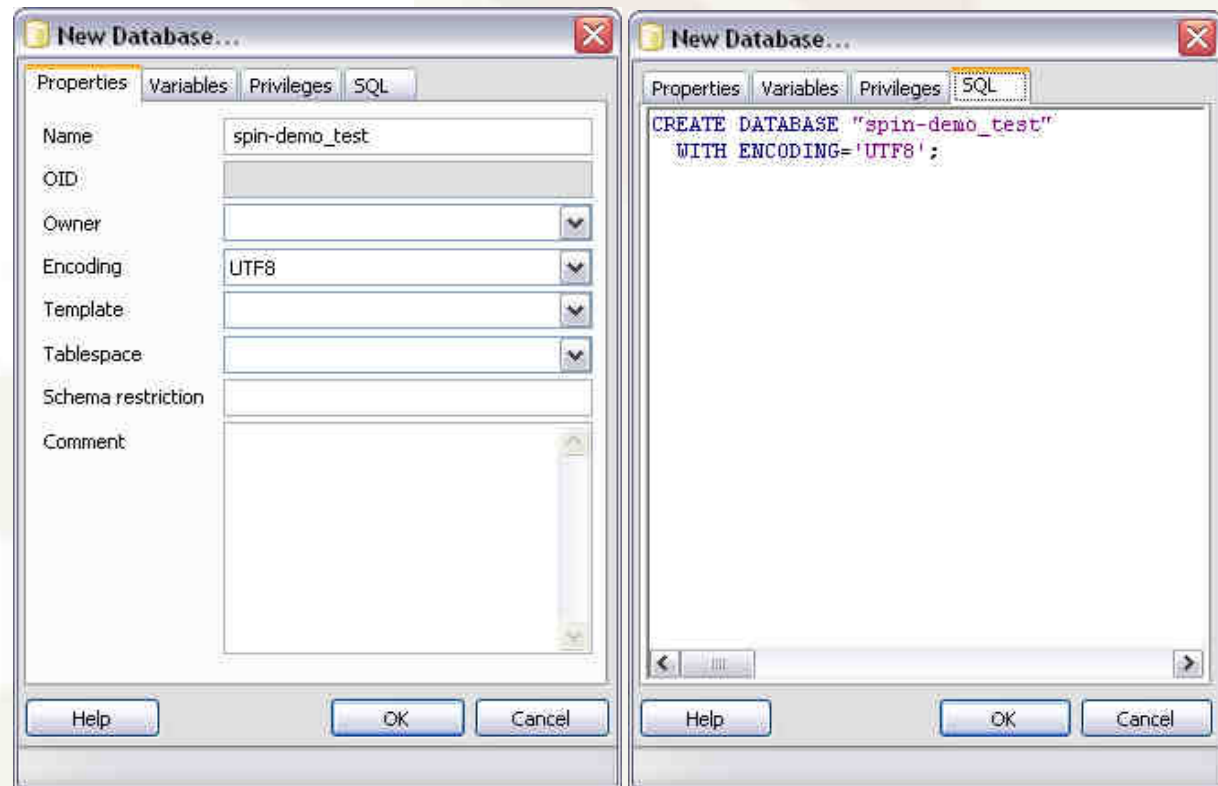 New Database...
Properties Variables Privileges SQL
Name spin-demo_test
OID
Owner
Encoding UTF8
Template
Tablespace
Schema restriction
Comment
Help OK Cancel
New Database...
Properties Variables Privileges SQL
CREATE DATABASE "spin-demo_test"
WITH ENCODING='UTF8';
Help OK Cancel